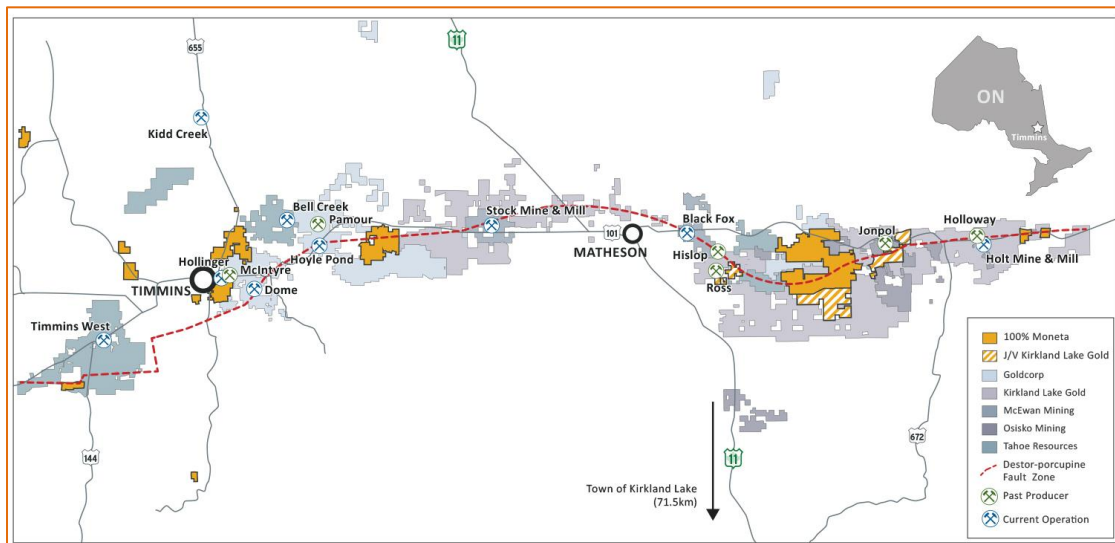 655
11
ON
Timmins
Kidd Creek
Bell Creek
Pamour
Stock Mine & Mill
Black Fox
Holloway
Jonpol
101
Hoyle Pond
MATHESON
Hislop
Holt Mine & Mill
Hollinger
McIntyre
TIMMINS
Dome
Ross
Timmins West
144
Town of Kirkland Lake
(71.5km)
11
672
100% Moneta
J/V Kirkland Lake Gold
Goldcorp
Kirkland Lake Gold
McEwan Mining
Osisko Mining
Tahoe Resources
Destor-porcupine
Fault Zone
Past Producer
Current Operation